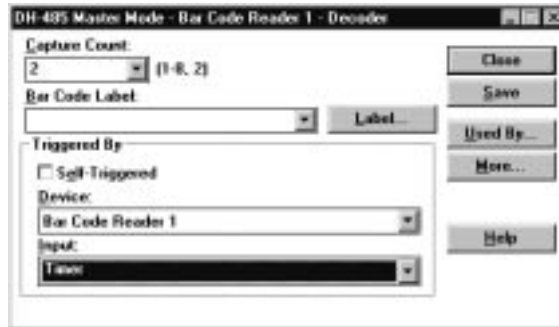 DH-485 Master Mode - Bar Code Reader 1 - Decoder
Capture Count:
2 (1-8, 2)
Close
Save
Bar Code Label:
Label...
Used By...
Triggered By
More...
Self-Triggered
Device:
Bar Code Reader 1
Help
Input:
Timer